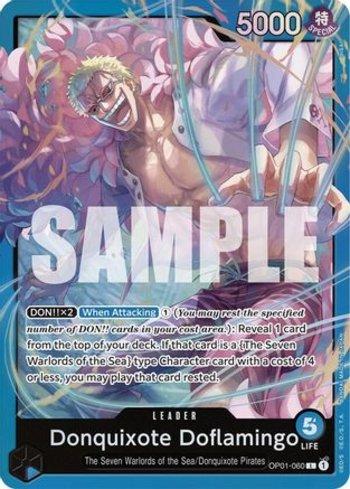 5000 特
SPECIAL
SAMPLE
DON!!×2 When Attacking ① (You may rest the specified
number of DON!! cards in your cost area.): Reveal 1 card
from the top of your deck. If that card is a {The Seven
Warlords of the Sea} type Character card with a cost of 4
or less, you may play that card rested.
LEADER
Donquixote Doflamingo
5
LIFE
The Seven Warlords of the Sea/Donquixote Pirates
OP01-060 L 1